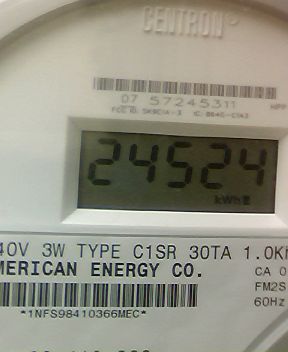 CENTRON
07 57245311
24524
kWh
40V 3W TYPE C1SR 30TA 1.0Kh
MERICAN ENERGY CO.
CA 0
FM2S
60Hz
*1NFS98410366MEC*